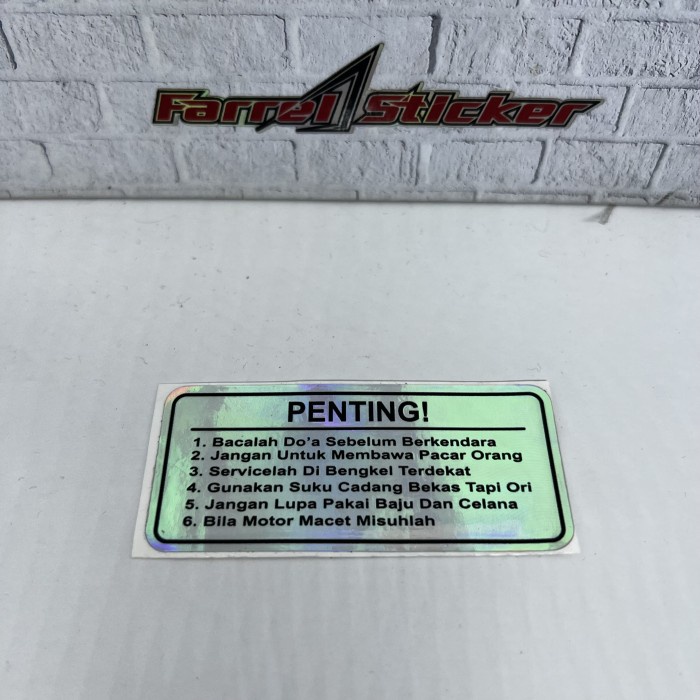 Farrel Sticker
PENTING!
1. Bacalah Do'a Sebelum Berkendara
2. Jangan Untuk Membawa Pacar Orang
3. Servicelah Di Bengkel Terdekat
4. Gunakan Suku Cadang Bekas Tapi Ori
5. Jangan Lupa Pakai Baju Dan Celana
6. Bila Motor Macet Misuhlah